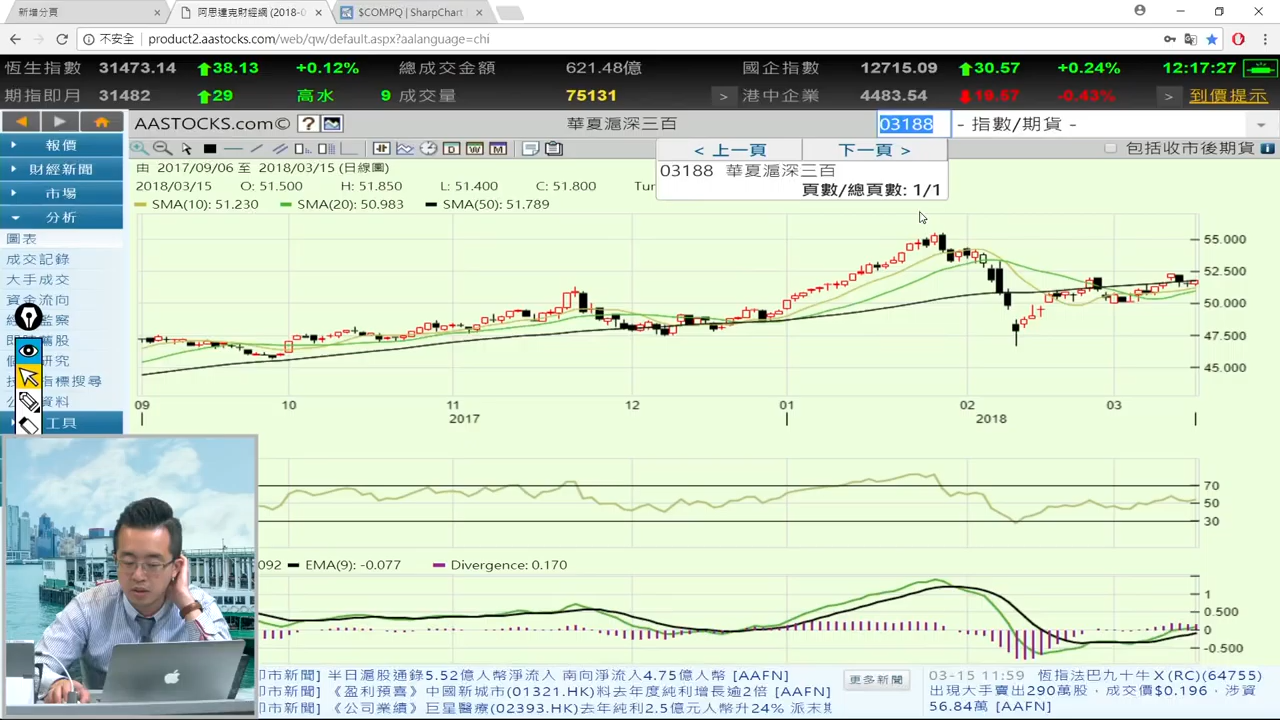 新增分頁
阿思達克財經網 (2018-0
$COMPQ | SharpChart
不安全 product2.aastocks.com/web/qw/default.aspx?aalanguage=chi
恆生指數 31473.14 38.13 +0.12% 總成交金額 621.48億 國企指數 12715.09 30.57 +0.24% 12:17:27
期指即月 31482 29 高水 9 成交量 75131 > 港中企業 4483.54 19.57 -0.43% > 到價提示
AASTOCKS.com© ? 華夏滬深三百 03188 - 指數/期貨 -
報價
< 上一頁 下一頁 > 包括收市後期貨
財經新聞
由 2017/09/06 至 2018/03/15 (日線圖) 03188 華夏滬深三百
2018/03/15 O: 51.500 H: 51.850 L: 51.400 C: 51.800 Tur 頁數/總頁數: 1/1
市場
SMA(10): 51.230 SMA(20): 50.983 SMA(50): 51.789
分析
圖表
成交記錄
大手成交
資金流向
監察
研究
指標搜尋
資料
工具
55.000
52.500
50.000
47.500
45.000
09 10 11 12 01 02 03
2017 2018
70
50
30
092 EMA(9): -0.077 Divergence: 0.170
1
0.500
0
-0.500
市新聞] 半日滬股通錄5.52億人幣淨流入 南向淨流入4.75億人幣 [AAFN]
市新聞] 《盈利預喜》中國新城市(01321.HK)料去年度純利增長逾2倍 [AAFN]
市新聞] 《公司業績》巨星醫療(02393.HK)去年純利2.5億元人幣升24% 派末
更多新聞
03-15 11:59 恆指法巴九十牛X(RC)(64755)
出現大手賣出290萬股，成交價$0.196，涉資
56.84萬 [AAFN]